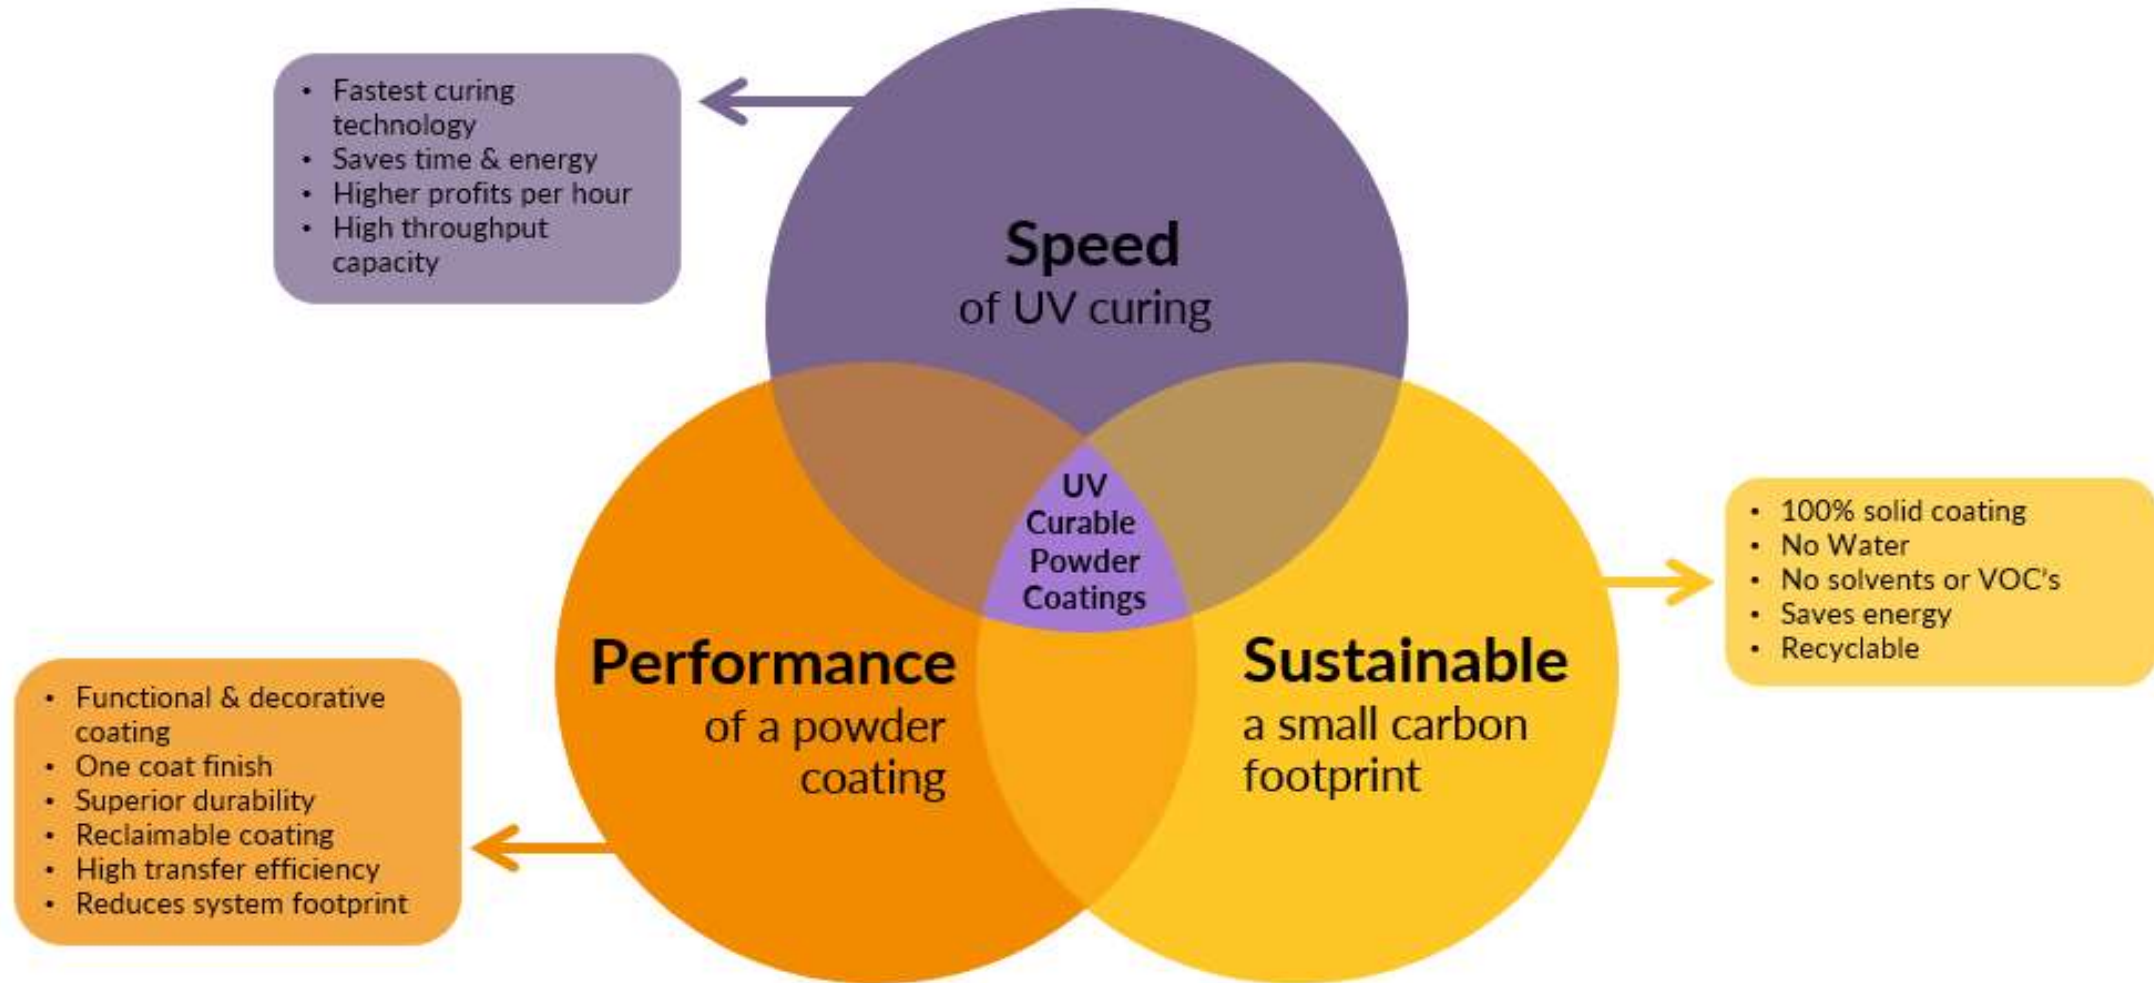 • Fastest curing
technology
• Saves time & energy
• Higher profits per hour
• High throughput
capacity
Speed
of UV curing
UV
Curable
Powder
Coatings
Performance
of a powder
coating
Sustainable
a small carbon
footprint
• 100% solid coating
• No Water
• No solvents or VOC's
• Saves energy
• Recyclable
• Functional & decorative
coating
• One coat finish
• Superior durability
• Reclaimable coating
• High transfer efficiency
• Reduces system footprint